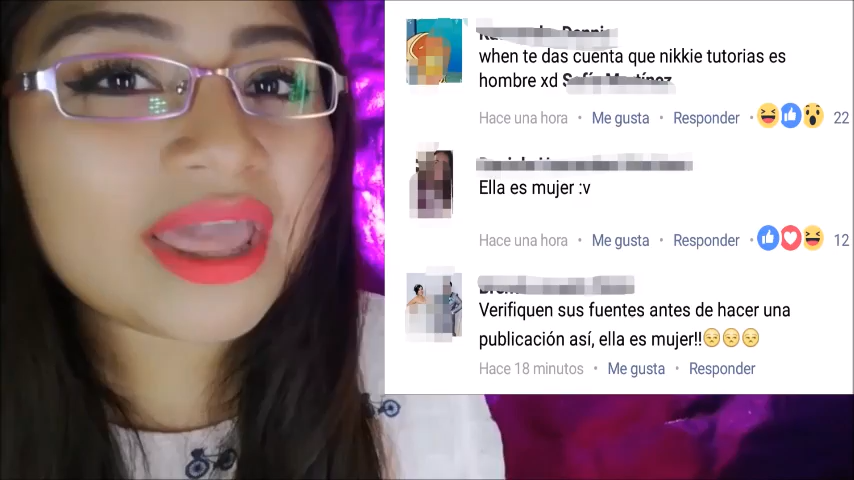 when te das cuenta que nikkie tutorias es
hombre xd
Hace una hora • Me gusta • Responder • 22
Ella es mujer :v
Hace una hora • Me gusta • Responder • 12
Verifiquen sus fuentes antes de hacer una
publicación así, ella es mujer!!😒😒😒
Hace 18 minutos • Me gusta • Responder